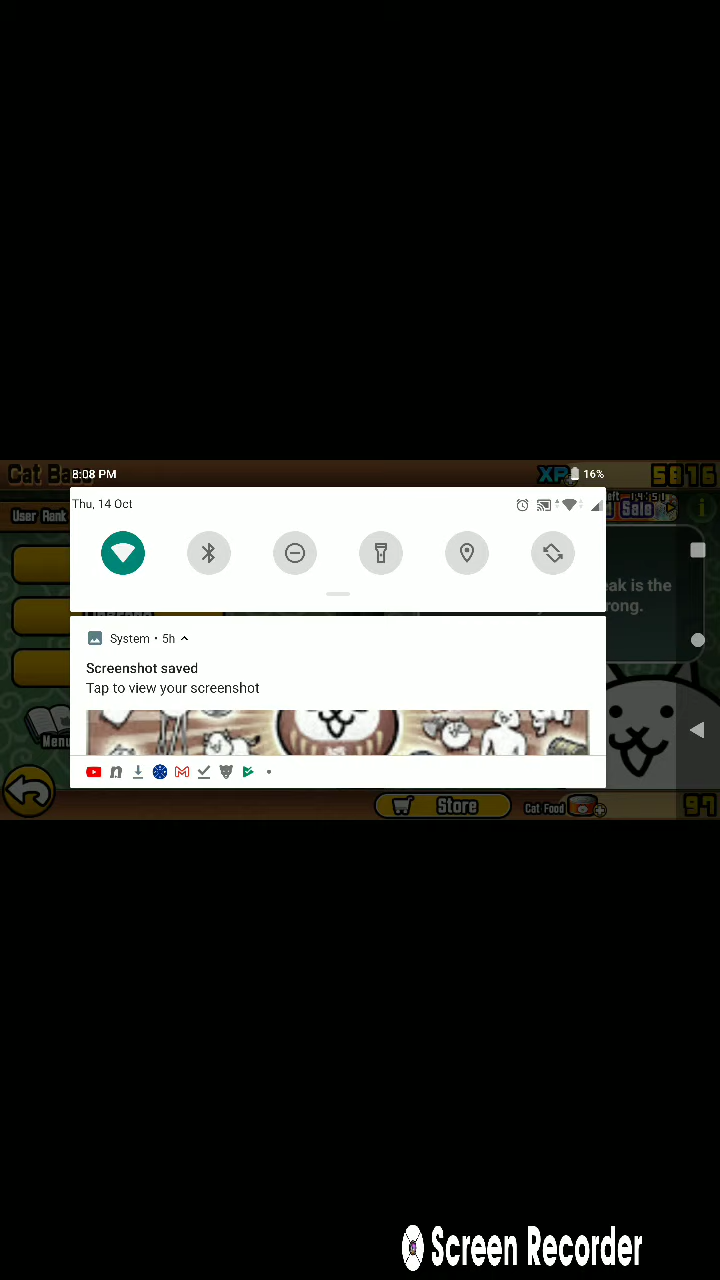 Cat Ba
8:08 PM
XP
16%
5816
Thu, 14 Oct
Sale
i
User Rank
eak is the
rong.
System • 5h
Screenshot saved
Tap to view your screenshot
Menu
Store
Cat Food
97
Screen Recorder